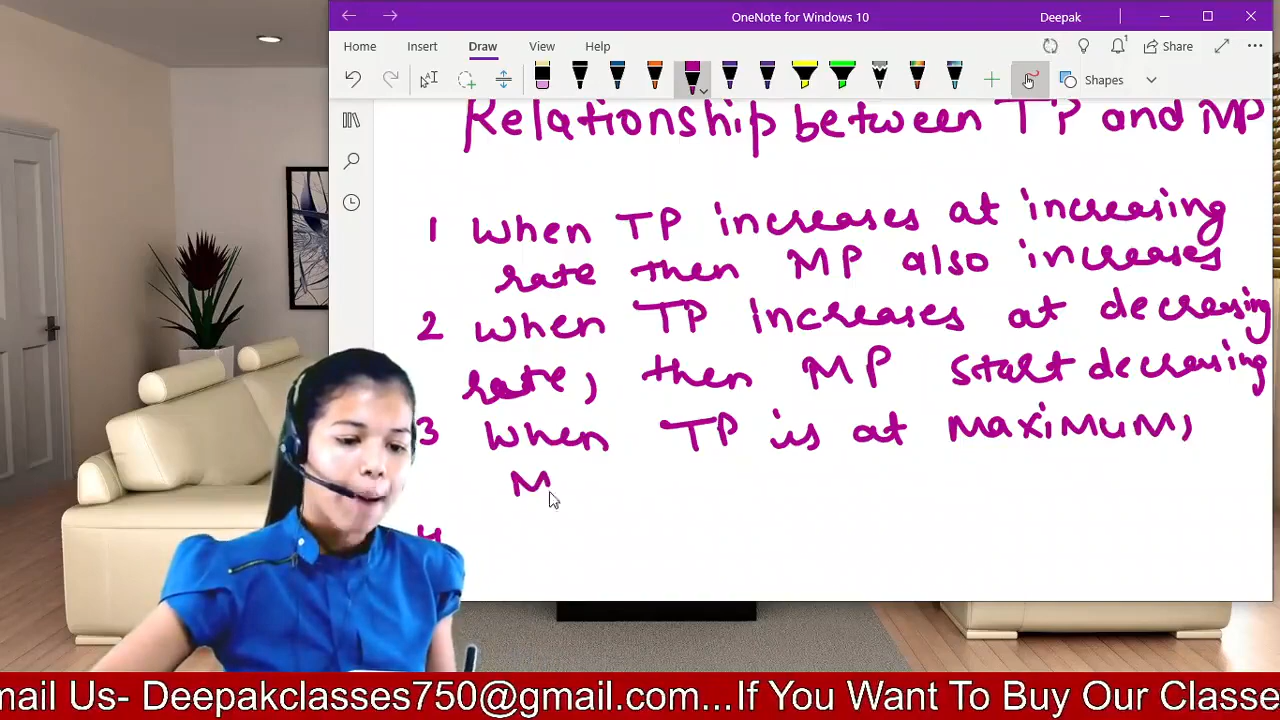 OneNote for Windows 10
Deepak
Home Insert Draw View Help
Share
Shapes
Relationship between TP and MP
1 When TP increases at increasing
rate then MP also increases
2 When TP increases at decreasing
rate, then MP start decreasing
3 When TP is at maximum,
M
4
mail Us- Deepakclasses750@gmail.com...If You Want To Buy Our Classe